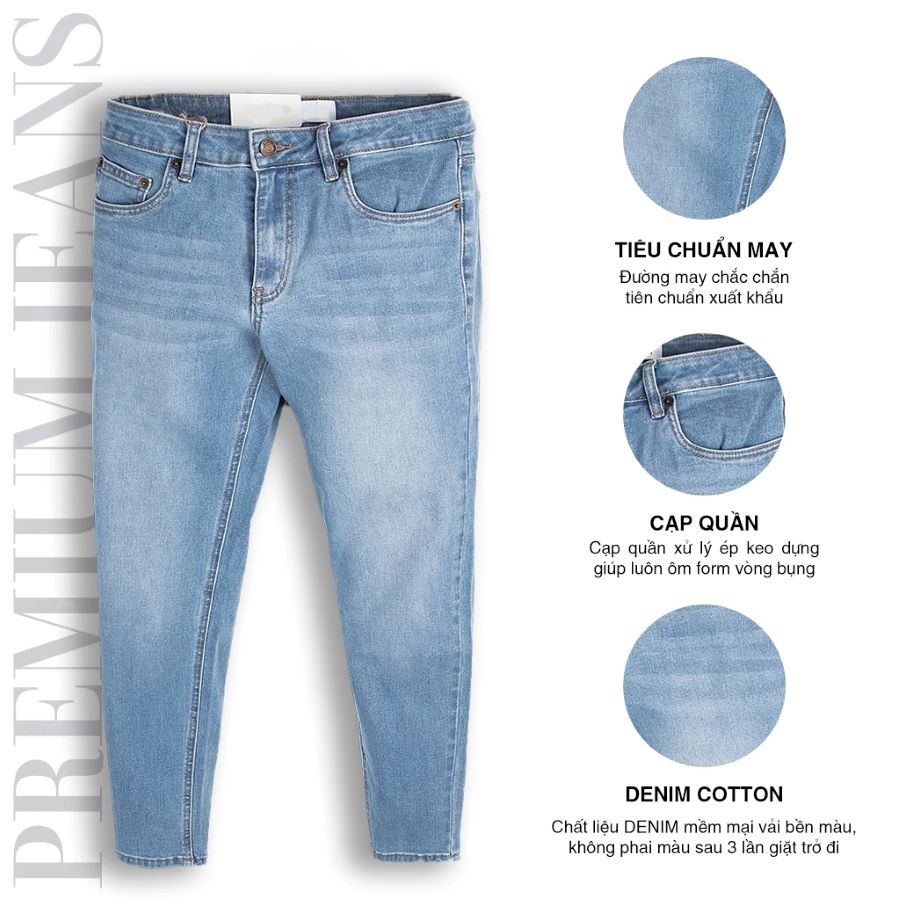 PREMIUM JEANS
TIÊU CHUẨN MAY
Đường may chắc chắn
tiên chuẩn xuất khẩu
CẠP QUẦN
Cạp quần xử lý ép keo dựng
giúp luôn ôm form vòng bụng
DENIM COTTON
Chất liệu DENIM mềm mại vải bền màu,
không phai màu sau 3 lần giặt trở đi